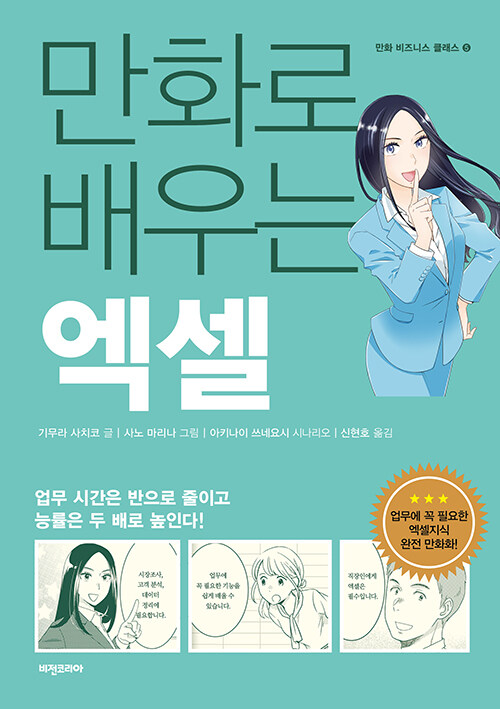 만화 비즈니스 클래스 5
만화로
배우는
엑셀
기무라 사치코 글 | 사노 마리나 그림 | 아키나이 쓰네요시 시나리오 | 신현호 옮김
업무 시간은 반으로 줄이고
능률은 두 배로 높인다!
★★★
업무에 꼭 필요한
엑셀지식
완전 만화화!
시장조사,
고객 분석,
데이터
정리에
필요합니다.
업무에
꼭 필요한 기능을
쉽게 배울 수
있습니다.
직장인에게
엑셀은
필수입니다.
비전코리아